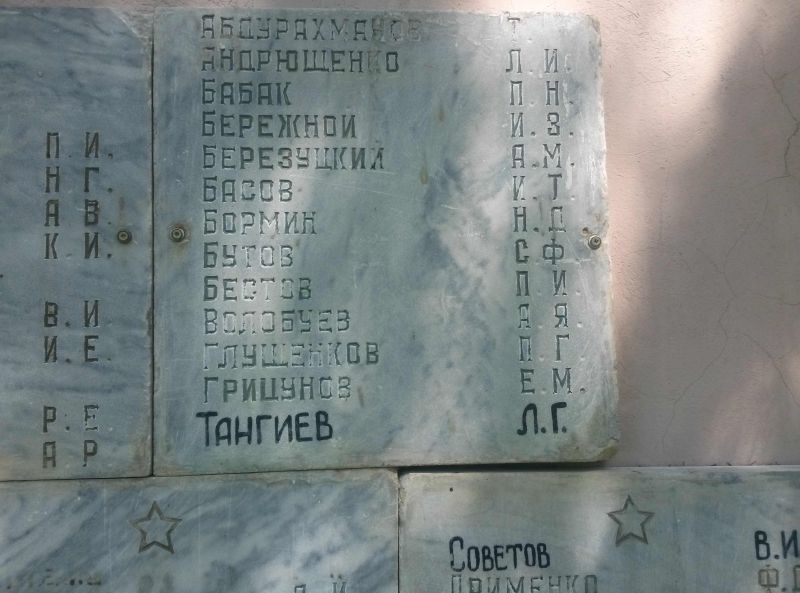 П. И.
Н. Г.
А. В.
К. И.
В. И
И. Е.
Р. Е
А Р
АБДУРАХМАНОВ Т.
АНДРЮЩЕНКО Л. И.
БАБАК П. Н.
БЕРЕЖНОЙ И. З.
БЕРЕЗУЦКИЙ А. М.
БАСОВ И. Т
БОРМИН Н. Д
БУТОВ С. Ф
БЕСТОВ П. И.
ВОЛОБУЕВ А. Я.
ГЛУЩЕНКОВ П. Г.
ГРИЦУНОВ Е. М.
ТАНГИЕВ Л. Г.
СОВЕТОВ В. И